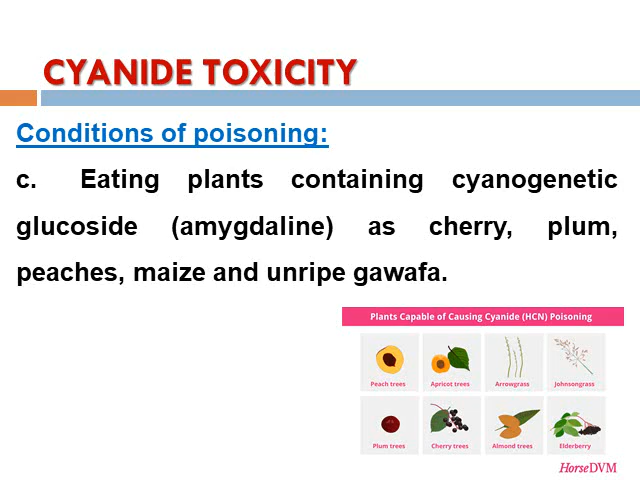 CYANIDE TOXICITY
Conditions of poisoning:
c. Eating plants containing cyanogenetic
glucoside (amygdaline) as cherry, plum,
peaches, maize and unripe gawafa.
Plants Capable of Causing Cyanide (HCN) Poisoning
Peach trees Apricot trees Arrowgrass Johnsongrass
Plum trees Cherry trees Almond trees Elderberry
HorseDVM